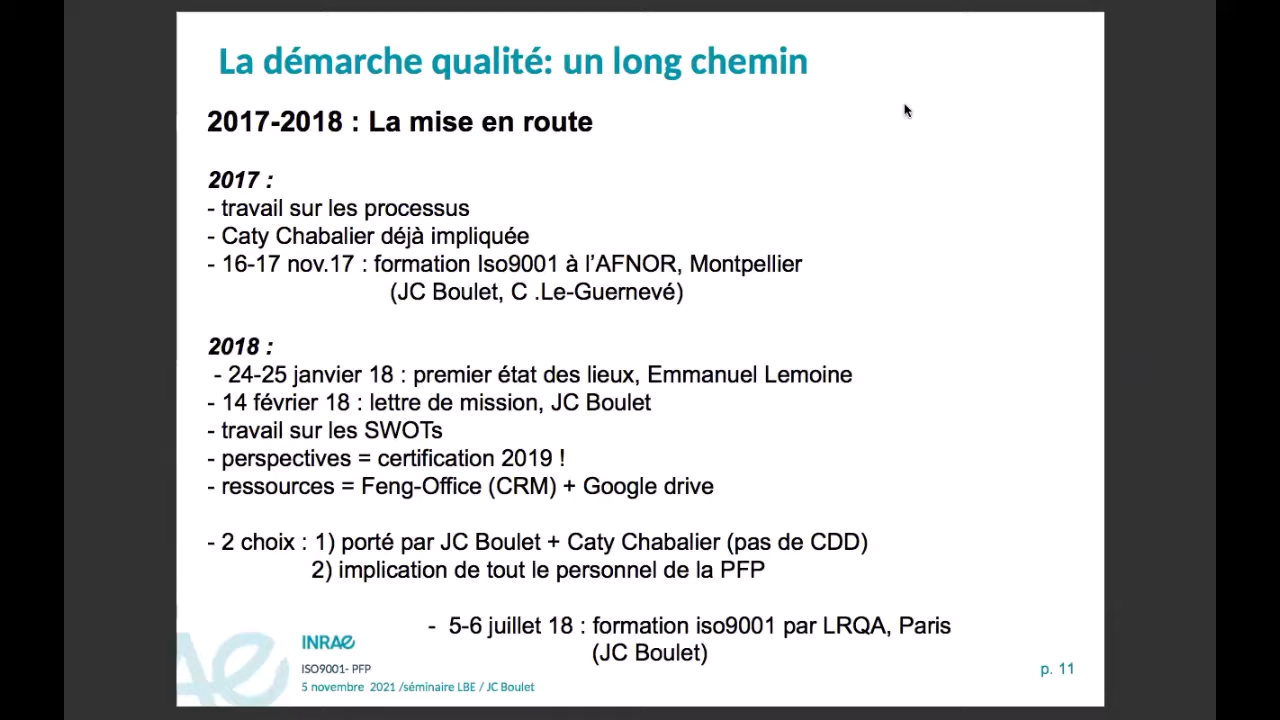 La démarche qualité: un long chemin
2017-2018 : La mise en route
2017 :
- travail sur les processus
- Caty Chabalier déjà impliquée
- 16-17 nov.17 : formation Iso9001 à l'AFNOR, Montpellier
(JC Boulet, C .Le-Guernevé)
2018 :
- 24-25 janvier 18 : premier état des lieux, Emmanuel Lemoine
- 14 février 18 : lettre de mission, JC Boulet
- travail sur les SWOTs
- perspectives = certification 2019 !
- ressources = Feng-Office (CRM) + Google drive
- 2 choix : 1) porté par JC Boulet + Caty Chabalier (pas de CDD)
2) implication de tout le personnel de la PFP
- 5-6 juillet 18 : formation iso9001 par LRQA, Paris
(JC Boulet)
INRAE
ISO9001- PFP
5 novembre 2021 /séminaire LBE / JC Boulet
p. 11